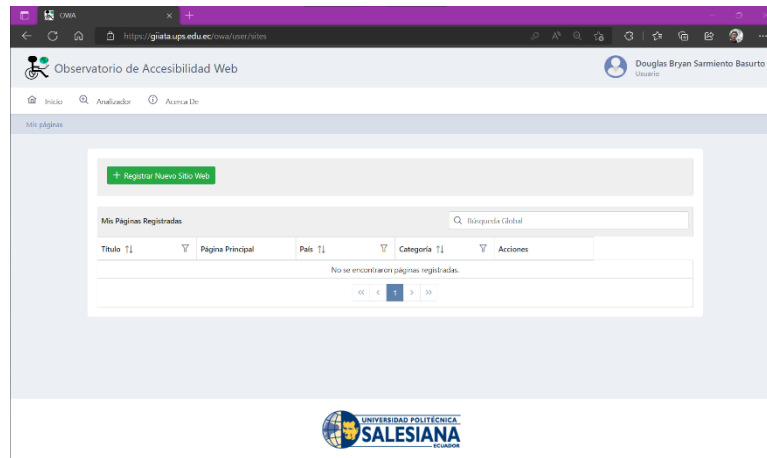 OWA
https://giiata.ups.edu.ec/owa/user/sites
Observatorio de Accesibilidad Web
Douglas Bryan Sarmiento Basurto
Usuario
Inicio
Analizador
Acerca De
Mis páginas
+ Registrar Nuevo Sitio Web
Mis Páginas Registradas
Búsqueda Global
Título
Página Principal
País
Categoría
Acciones
No se encontraron páginas registradas.
« < 1 > »
UNIVERSIDAD POLITÉCNICA
SALESIANA
ECUADOR